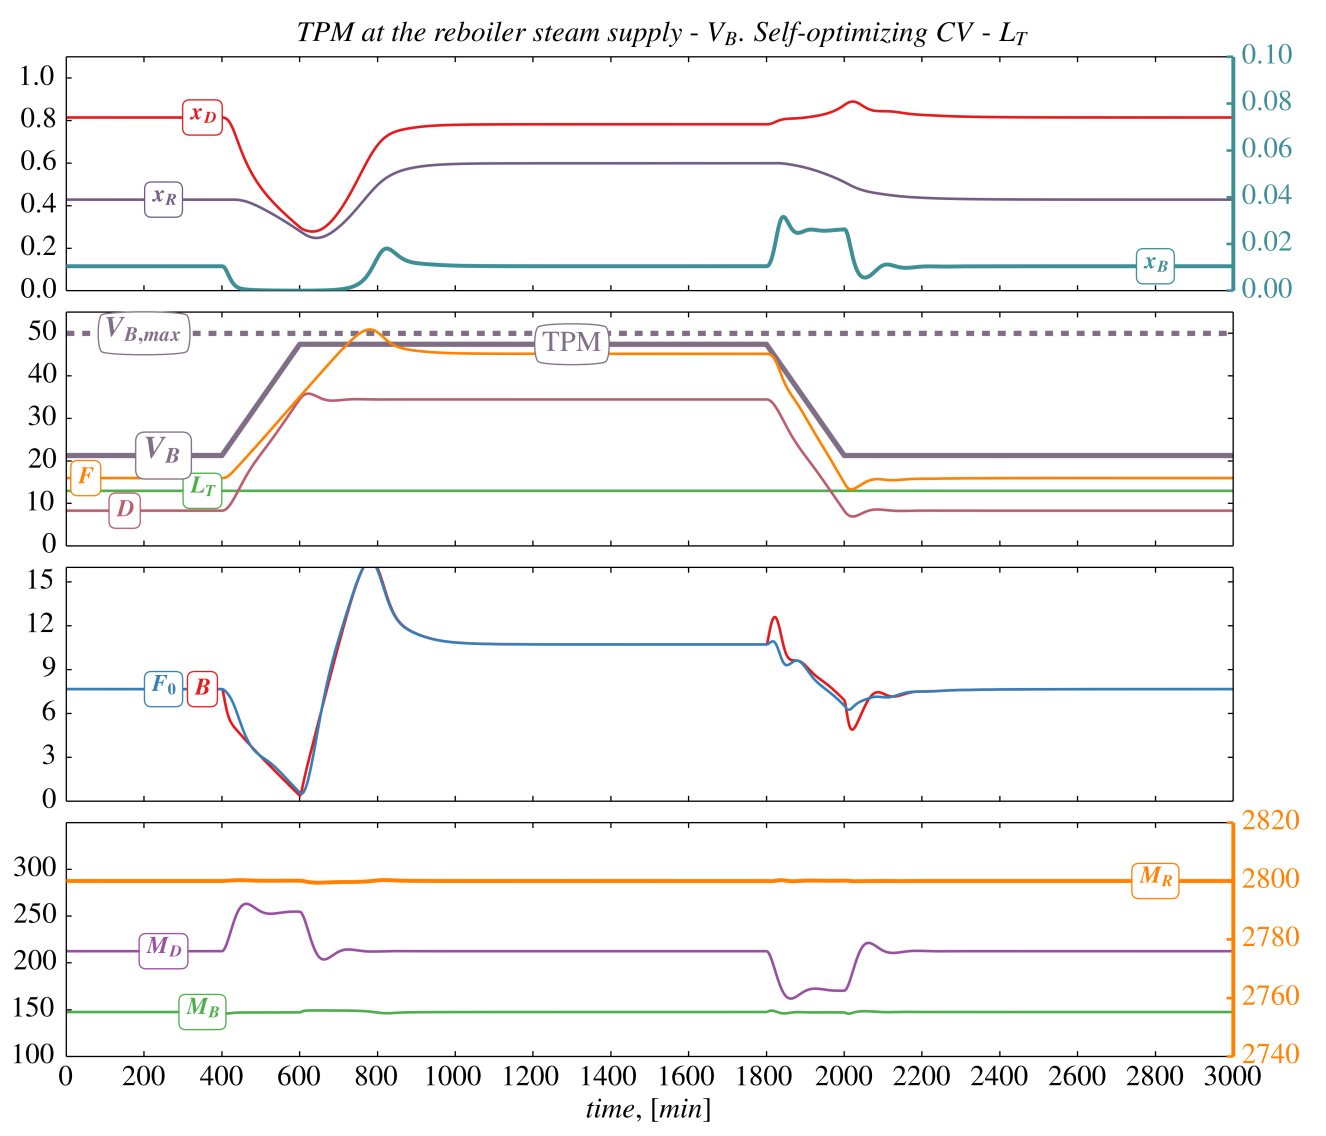 TPM at the reboiler steam supply - V_B. Self-optimizing CV - L_T
1.0
0.8
0.6
0.4
0.2
0.0
x_D
x_R
x_B
0.10
0.08
0.06
0.04
0.02
0.00
50
40
30
20
10
0
V_B,max
TPM
V_B
F
L_T
D
15
12
9
6
3
0
F_0
B
300
250
200
150
100
M_R
M_D
M_B
2820
2800
2780
2760
2740
0 200 400 600 800 1000 1200 1400 1600 1800 2000 2200 2400 2600 2800 3000
time, [min]